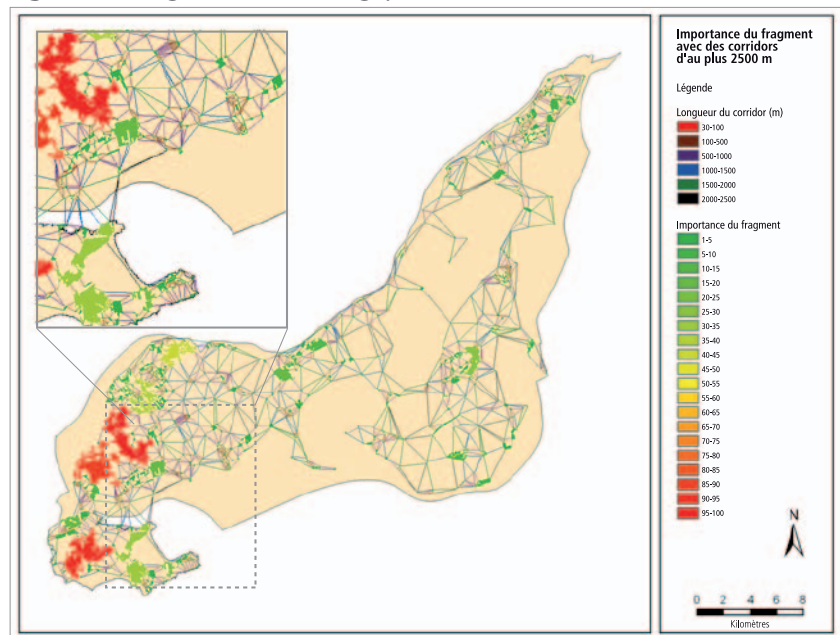 Importance du fragment
avec des corridors
d'au plus 2500 m
Légende
Longueur du corridor (m)
30-100
100-500
500-1000
1000-1500
1500-2000
2000-2500
Importance du fragment
1-5
5-10
10-15
15-20
20-25
25-30
30-35
35-40
40-45
45-50
50-55
55-60
60-65
65-70
70-75
75-80
80-85
85-90
90-95
95-100
N
0 2 4 6 8
Kilomètres